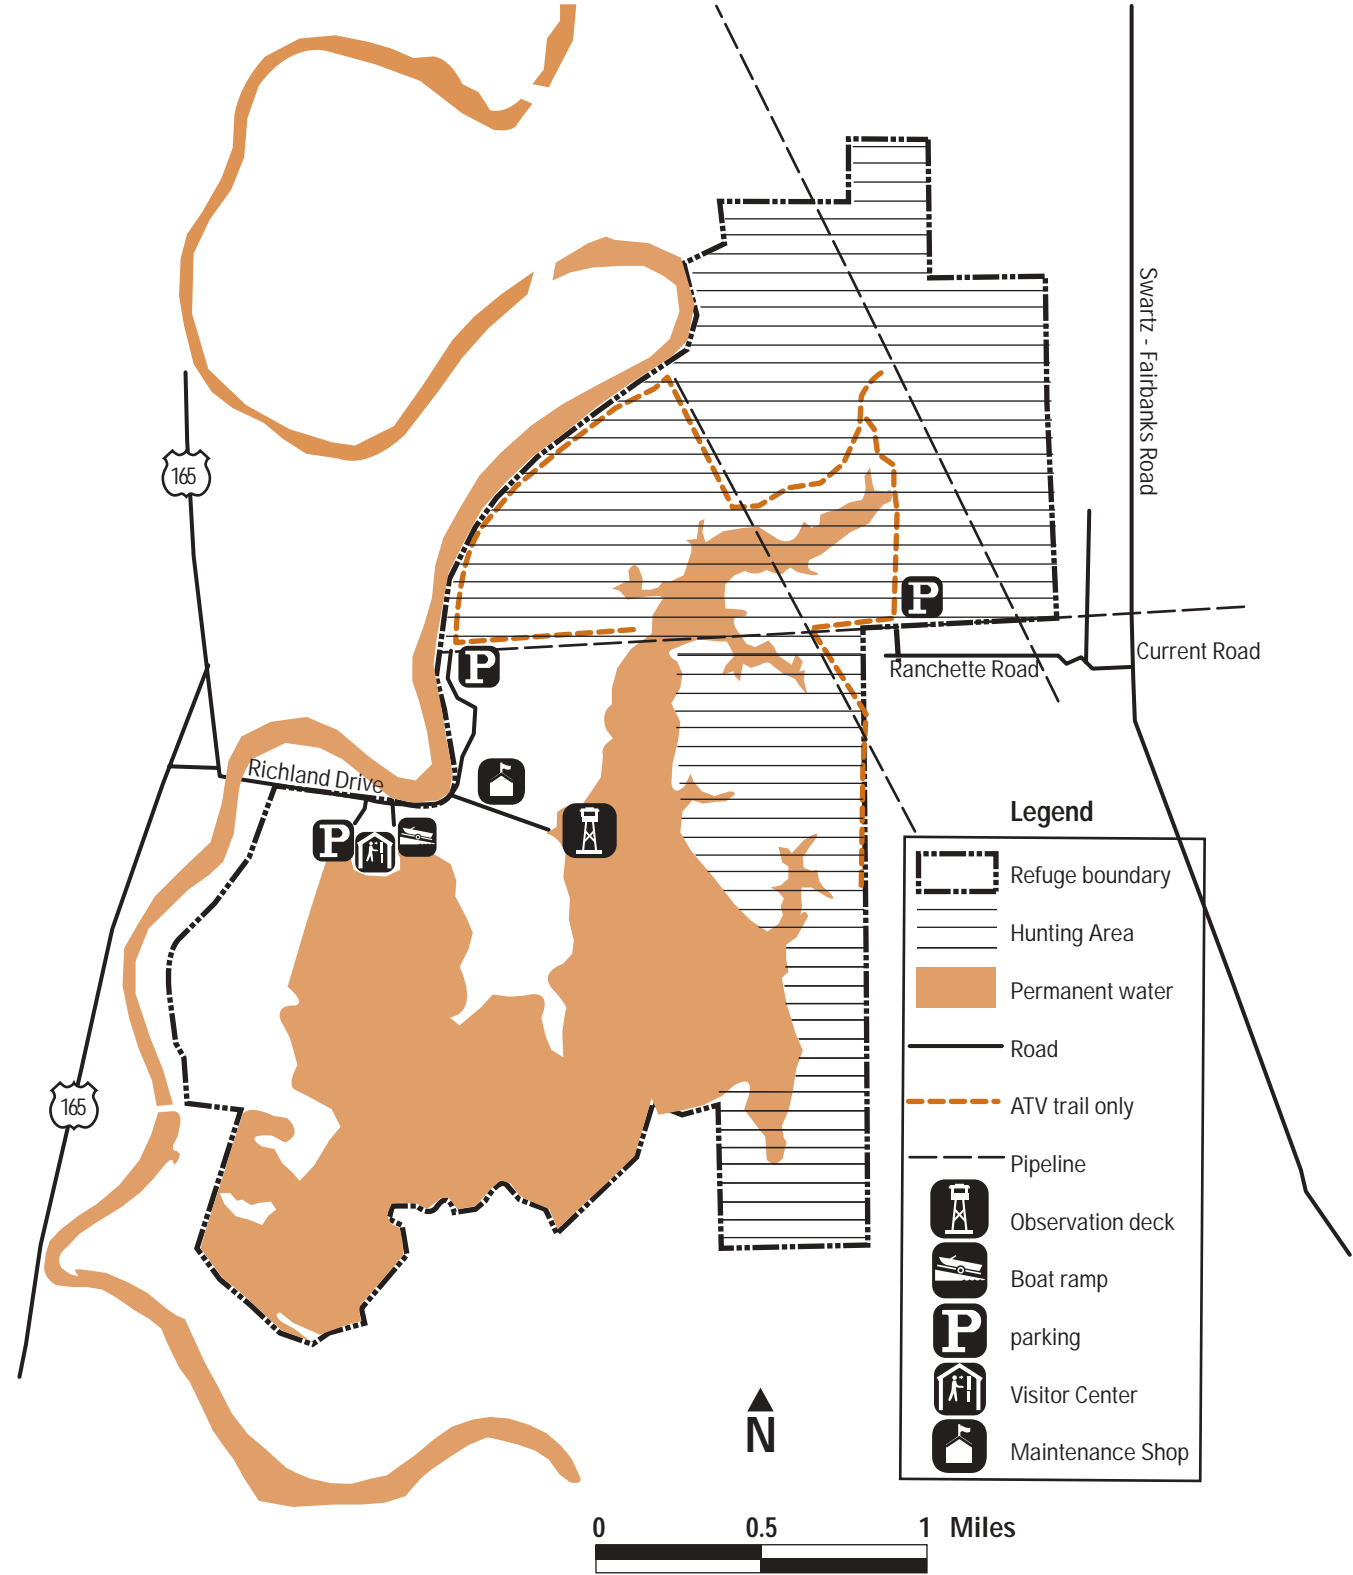 Swartz - Fairbanks Road
165
P
Current Road
Ranchette Road
P
Richland Drive
P
165
Legend
Refuge boundary
Hunting Area
Permanent water
Road
ATV trail only
Pipeline
Observation deck
Boat ramp
P
parking
Visitor Center
Maintenance Shop
N
0 0.5 1 Miles